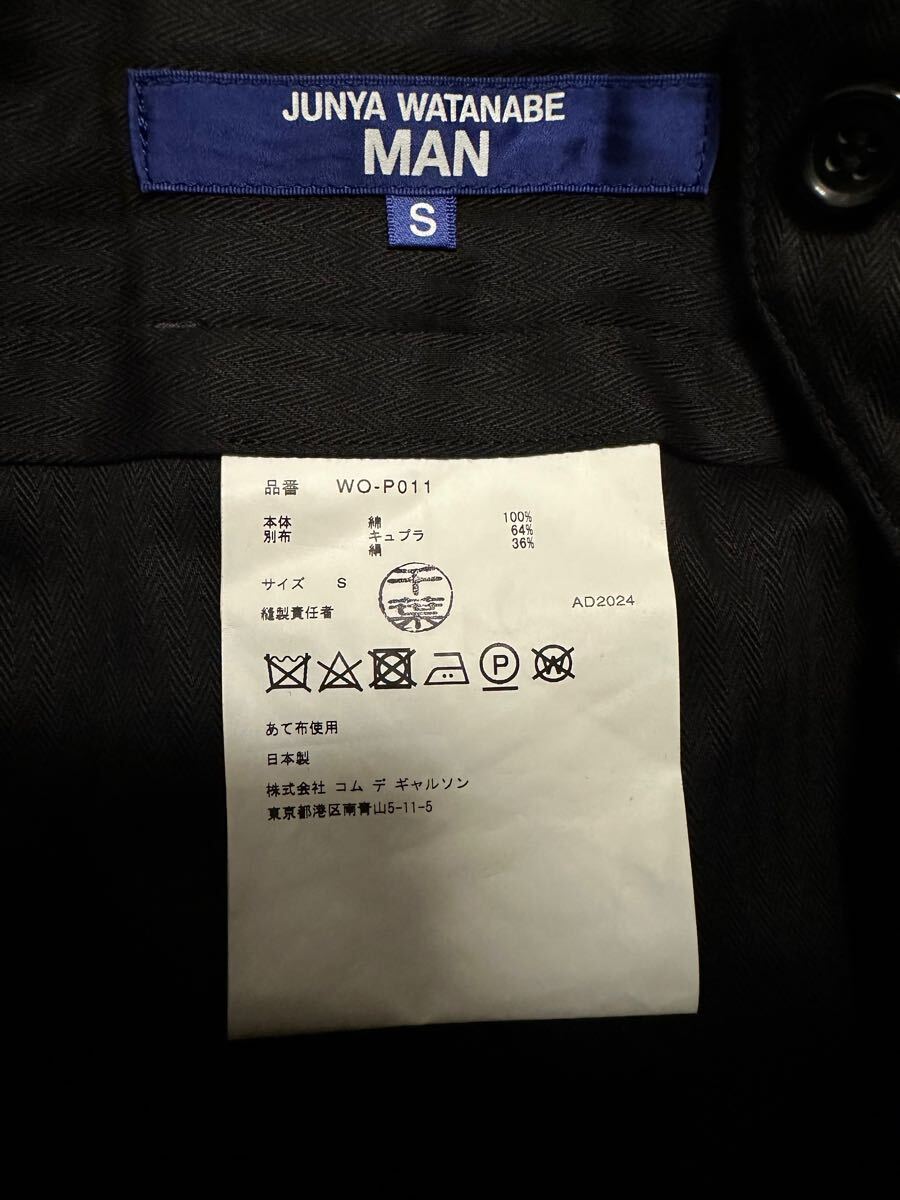 JUNYA WATANABE
MAN
S
品番 WO-P011
本体 綿 100%
別布 キュプラ 64%
絹 36%
サイズ S
千葉
縫製責任者
AD2024
P
W
あて布使用
日本製
株式会社 コム デ ギャルソン
東京都港区南青山5-11-5